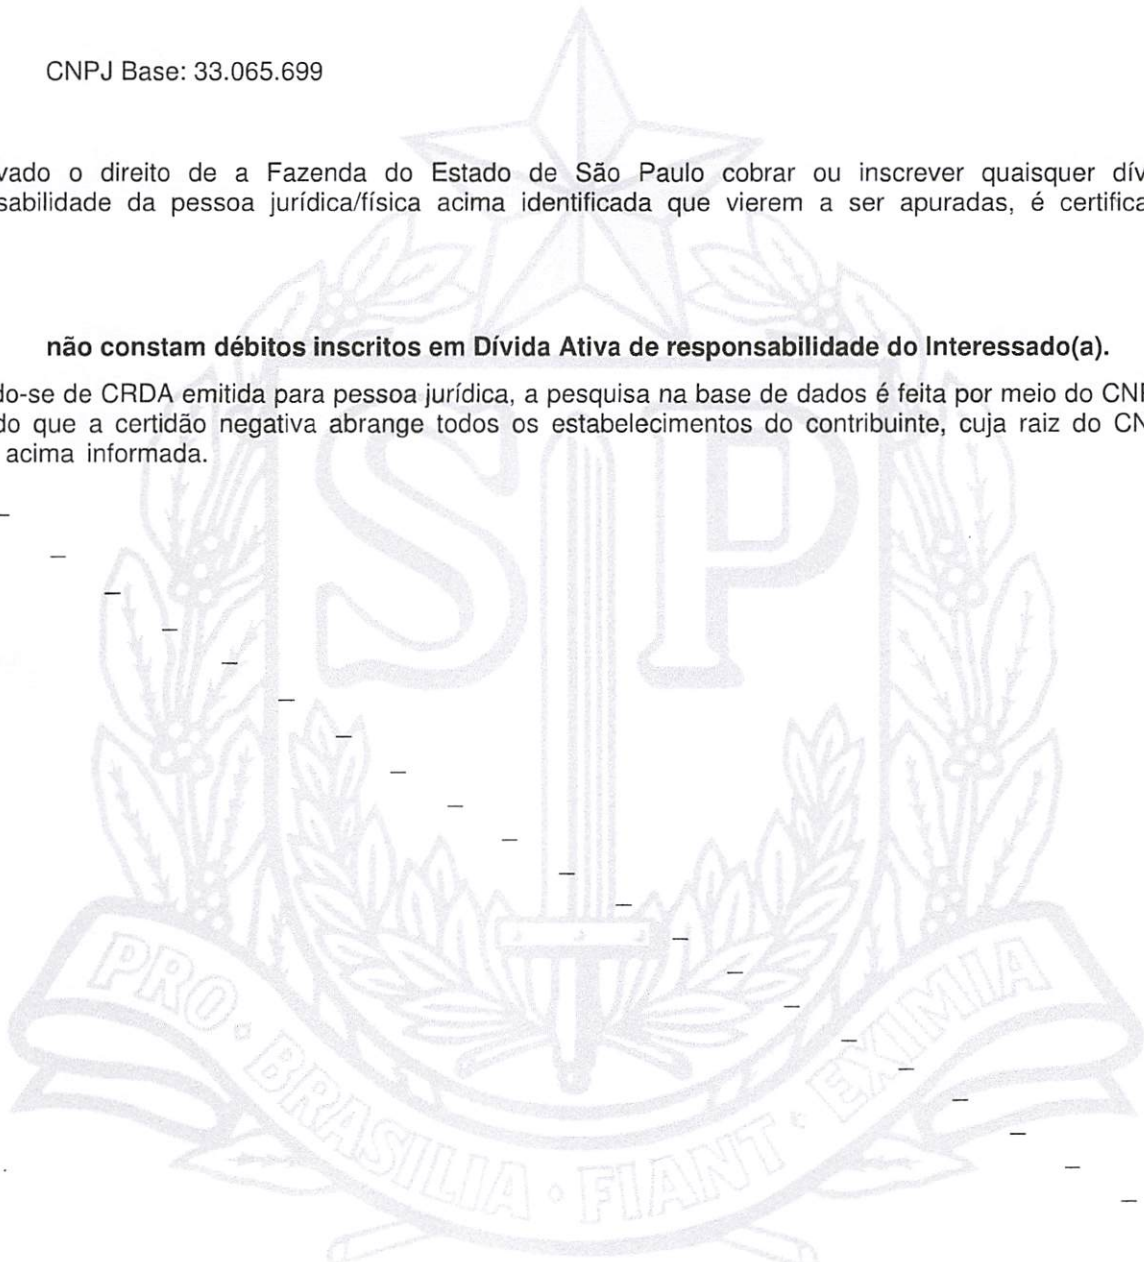 CNPJ Base: 33.065.699
vado o direito de a Fazenda do Estado de São Paulo cobrar ou inscrever quaisquer dív
sabilidade da pessoa jurídica/física acima identificada que vierem a ser apuradas, é certifica
não constam débitos inscritos em Dívida Ativa de responsabilidade do Interessado(a).
do-se de CRDA emitida para pessoa jurídica, a pesquisa na base de dados é feita por meio do CNP
do que a certidão negativa abrange todos os estabelecimentos do contribuinte, cuja raiz do CN
acima informada.
SP
PRO · BRASILIA · FIANT · EXIMIA